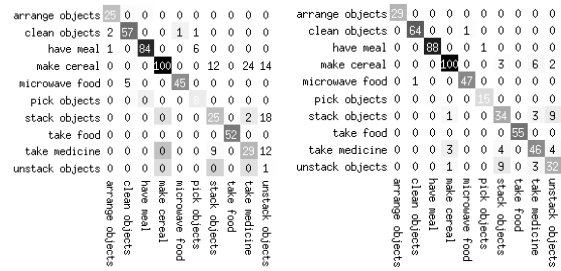 arrange objects 25 0 0 0 0 0 0 0 0 0
clean objects 2 57 0 0 1 1 0 0 0 0
have meal 1 0 84 0 0 6 0 0 0 0
make cereal 0 0 0 100 0 0 12 0 24 14
microwave food 0 5 0 0 45 0 0 0 0 0
pick objects 0 0 0 0 0 0 0 0 0
stack objects 0 0 0 0 0 0 25 0 2 18
take food 0 0 0 0 0 0 0 52 0 0
take medicine 0 0 0 0 0 0 9 0 29 12
unstack objects 0 0 0 0 0 0 0 0 0 1
arrange objects
clean objects
have meal
make cereal
microwave food
pick objects
stack objects
take food
take medicine
unstack objects
arrange objects 29 0 0 0 0 0 0 0 0 0
clean objects 0 64 0 0 1 0 0 0 0 0
have meal 0 0 88 0 0 1 0 0 0 0
make cereal 0 0 0 100 0 0 3 0 6 2
microwave food 0 1 0 0 47 0 0 0 0 0
pick objects 0 0 0 0 0 15 0 0 0 0
stack objects 0 0 0 1 0 0 34 0 3 9
take food 0 0 0 0 0 0 0 55 0 0
take medicine 0 0 0 3 0 0 4 0 46 4
unstack objects 0 0 0 1 0 0 9 0 3 32
arrange objects
clean objects
have meal
make cereal
microwave food
pick objects
stack objects
take food
take medicine
unstack objects